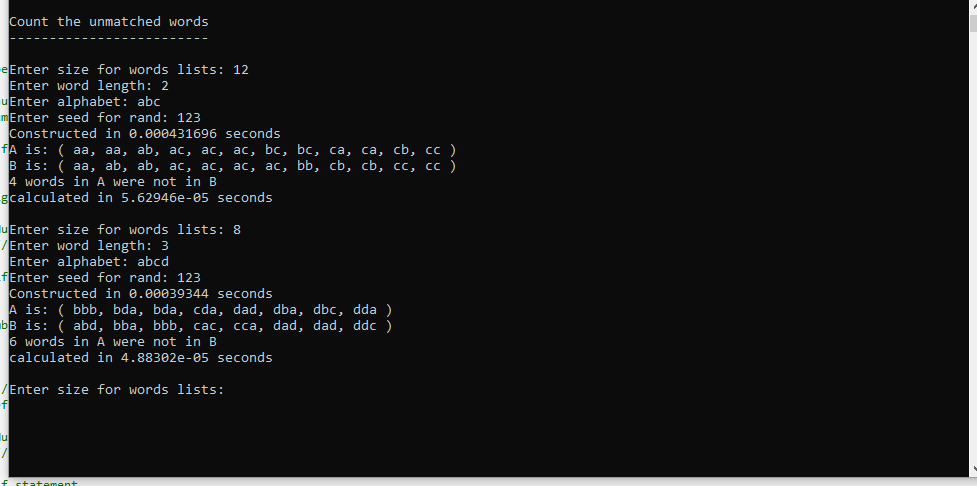 Count the unmatched words
-------------------------
Enter size for words lists: 12
Enter word length: 2
Enter alphabet: abc
Enter seed for rand: 123
Constructed in 0.000431696 seconds
A is: ( aa, aa, ab, ac, ac, ac, bc, bc, ca, ca, cb, cc )
B is: ( aa, ab, ab, ac, ac, ac, ac, bb, cb, cb, cc, cc )
4 words in A were not in B
calculated in 5.62946e-05 seconds
Enter size for words lists: 8
Enter word length: 3
Enter alphabet: abcd
Enter seed for rand: 123
Constructed in 0.00039344 seconds
A is: ( bbb, bda, bda, cda, dad, dba, dbc, dda )
B is: ( abd, bba, bbb, cac, cca, dad, dad, ddc )
6 words in A were not in B
calculated in 4.88302e-05 seconds
Enter size for words lists:
f statement